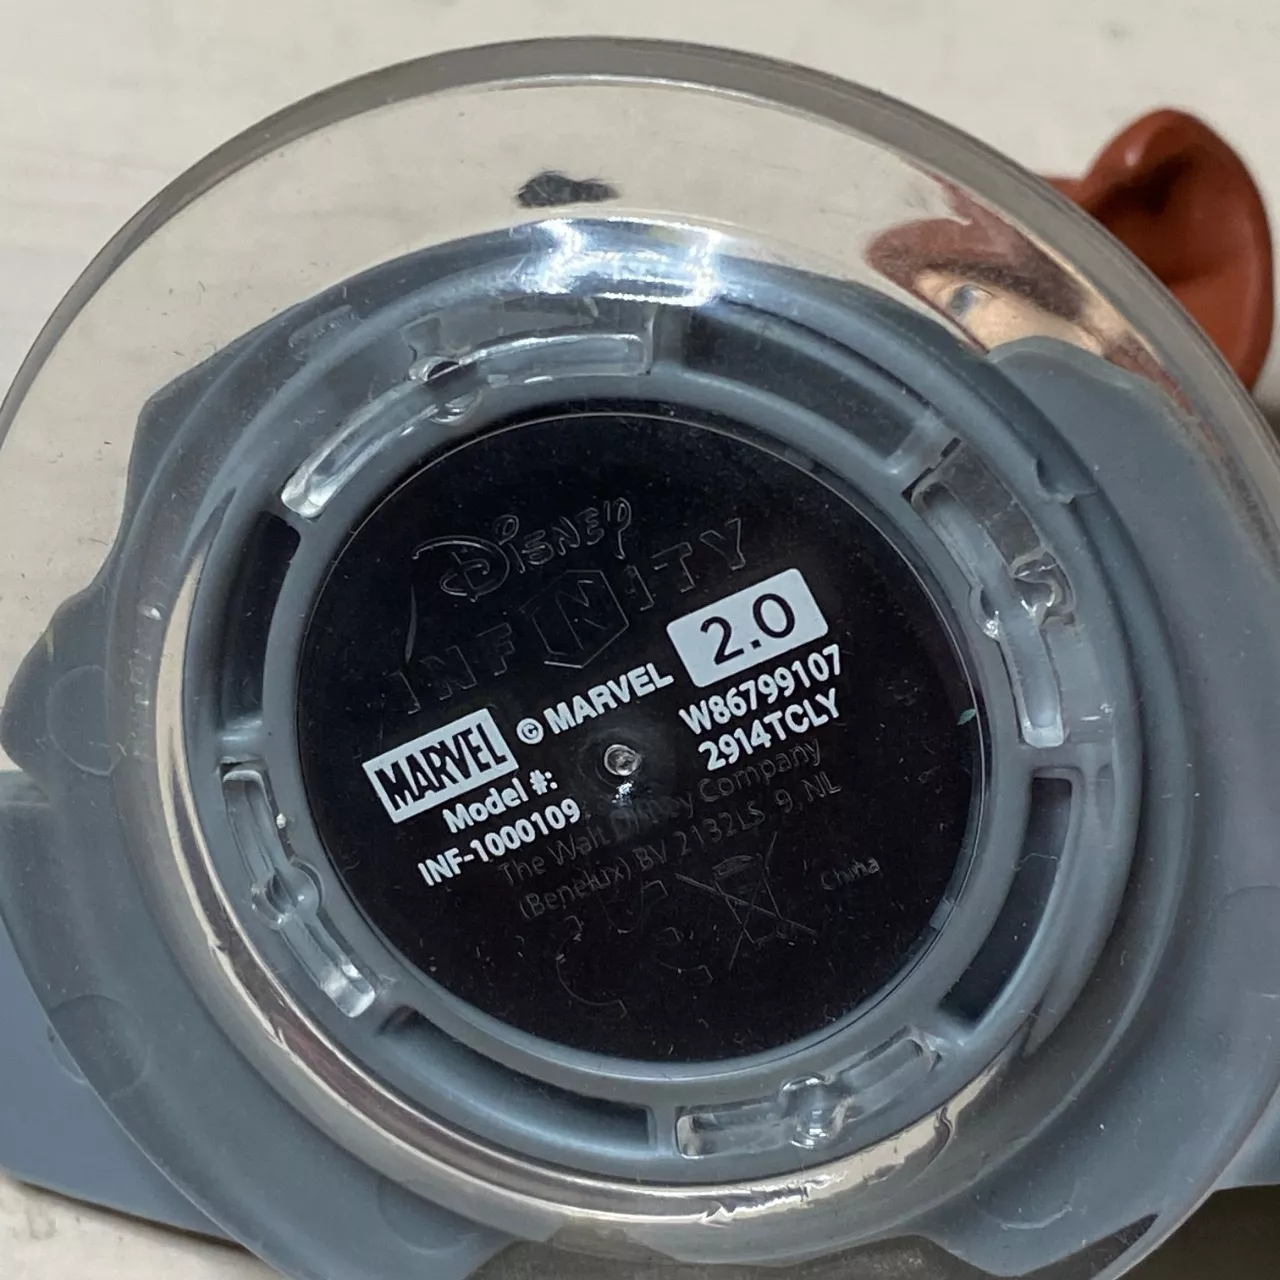 DISNEY
INFINITY
2.0
MARVEL © MARVEL
W86799107
2914TCLY
Model #:
INF-1000109
The Walt Disney Company
(Benelux) BV 2132LS 9, NL
China